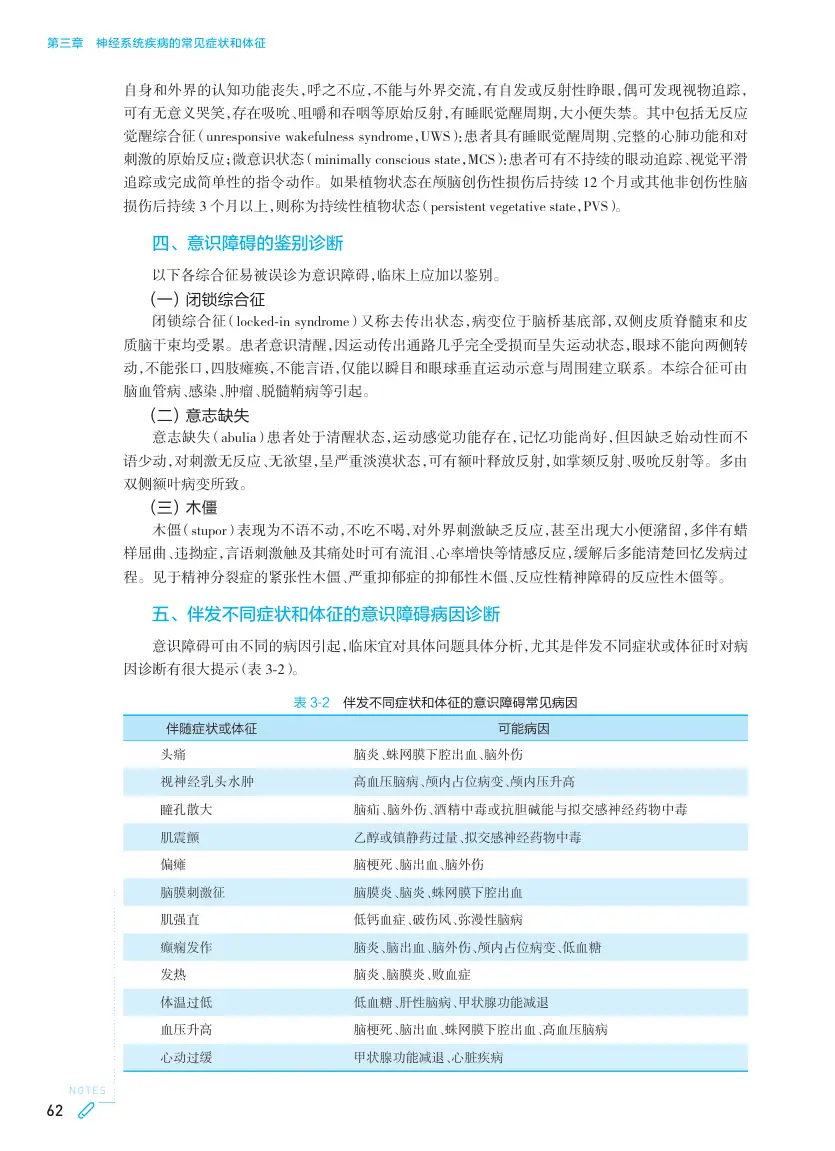 第三章 神经系统疾病的常见症状和体征
自身和外界的认知功能丧失，呼之不应，不能与外界交流，有自发或反射性睁眼，偶可发现视物追踪，
可有无意义哭笑，存在吸吮、咀嚼和吞咽等原始反射，有睡眠觉醒周期，大小便失禁。其中包括无反应
觉醒综合征（unresponsive wakefulness syndrome，UWS）：患者具有睡眠觉醒周期、完整的心肺功能和对
刺激的原始反应；微意识状态（minimally conscious state，MCS）：患者可有不持续的眼动追踪、视觉平滑
追踪或完成简单性的指令动作。如果植物状态在颅脑创伤性损伤后持续 12 个月或其他非创伤性脑
损伤后持续 3 个月以上，则称为持续性植物状态（persistent vegetative state，PVS）。
四、意识障碍的鉴别诊断
以下各综合征易被误诊为意识障碍，临床上应加以鉴别。
（一）闭锁综合征
闭锁综合征（locked-in syndrome）又称去传出状态，病变位于脑桥基底部，双侧皮质脊髓束和皮
质脑干束均受累。患者意识清醒，因运动传出通路几乎完全受损而呈失运动状态，眼球不能向两侧转
动，不能张口，四肢瘫痪，不能言语，仅能以瞬目和眼球垂直运动示意与周围建立联系。本综合征可由
脑血管病、感染、肿瘤、脱髓鞘病等引起。
（二）意志缺失
意志缺失（abulia）患者处于清醒状态，运动感觉功能存在，记忆功能尚好，但因缺乏始动性而不
语少动，对刺激无反应、无欲望，呈严重淡漠状态，可有额叶释放反射，如掌颏反射、吸吮反射等。多由
双侧额叶病变所致。
（三）木僵
木僵（stupor）表现为不语不动，不吃不喝，对外界刺激缺乏反应，甚至出现大小便潴留，多伴有蜡
样屈曲、违拗症，言语刺激触及其痛处时可有流泪、心率增快等情感反应，缓解后多能清楚回忆发病过
程。见于精神分裂症的紧张性木僵、严重抑郁症的抑郁性木僵、反应性精神障碍的反应性木僵等。
五、伴发不同症状和体征的意识障碍病因诊断
意识障碍可由不同的病因引起，临床宜对具体问题具体分析，尤其是伴发不同症状或体征时对病
因诊断有很大提示（表 3-2）。
表 3-2 伴发不同症状和体征的意识障碍常见病因
伴随症状或体征 可能病因
头痛 脑炎、蛛网膜下腔出血、脑外伤
视神经乳头水肿 高血压脑病、颅内占位病变、颅内压升高
瞳孔散大 脑疝、脑外伤、酒精中毒或抗胆碱能与拟交感神经药物中毒
肌震颤 乙醇或镇静药过量、拟交感神经药物中毒
偏瘫 脑梗死、脑出血、脑外伤
脑膜刺激征 脑膜炎、脑炎、蛛网膜下腔出血
肌强直 低钙血症、破伤风、弥漫性脑病
癫痫发作 脑炎、脑出血、脑外伤、颅内占位病变、低血糖
发热 脑炎、脑膜炎、败血症
体温过低 低血糖、肝性脑病、甲状腺功能减退
血压升高 脑梗死、脑出血、蛛网膜下腔出血、高血压脑病
心动过缓 甲状腺功能减退、心脏疾病
NOTES
62